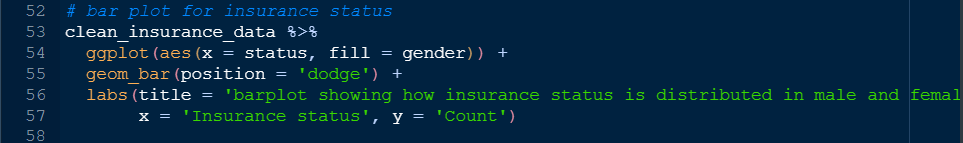 52 # bar plot for insurance status
53 clean_insurance_data %>%
54 ggplot(aes(x = status, fill = gender)) +
55 geom_bar(position = 'dodge') +
56 labs(title = 'barplot showing how insurance status is distributed in male and femal
57 x = 'Insurance status', y = 'Count')
58